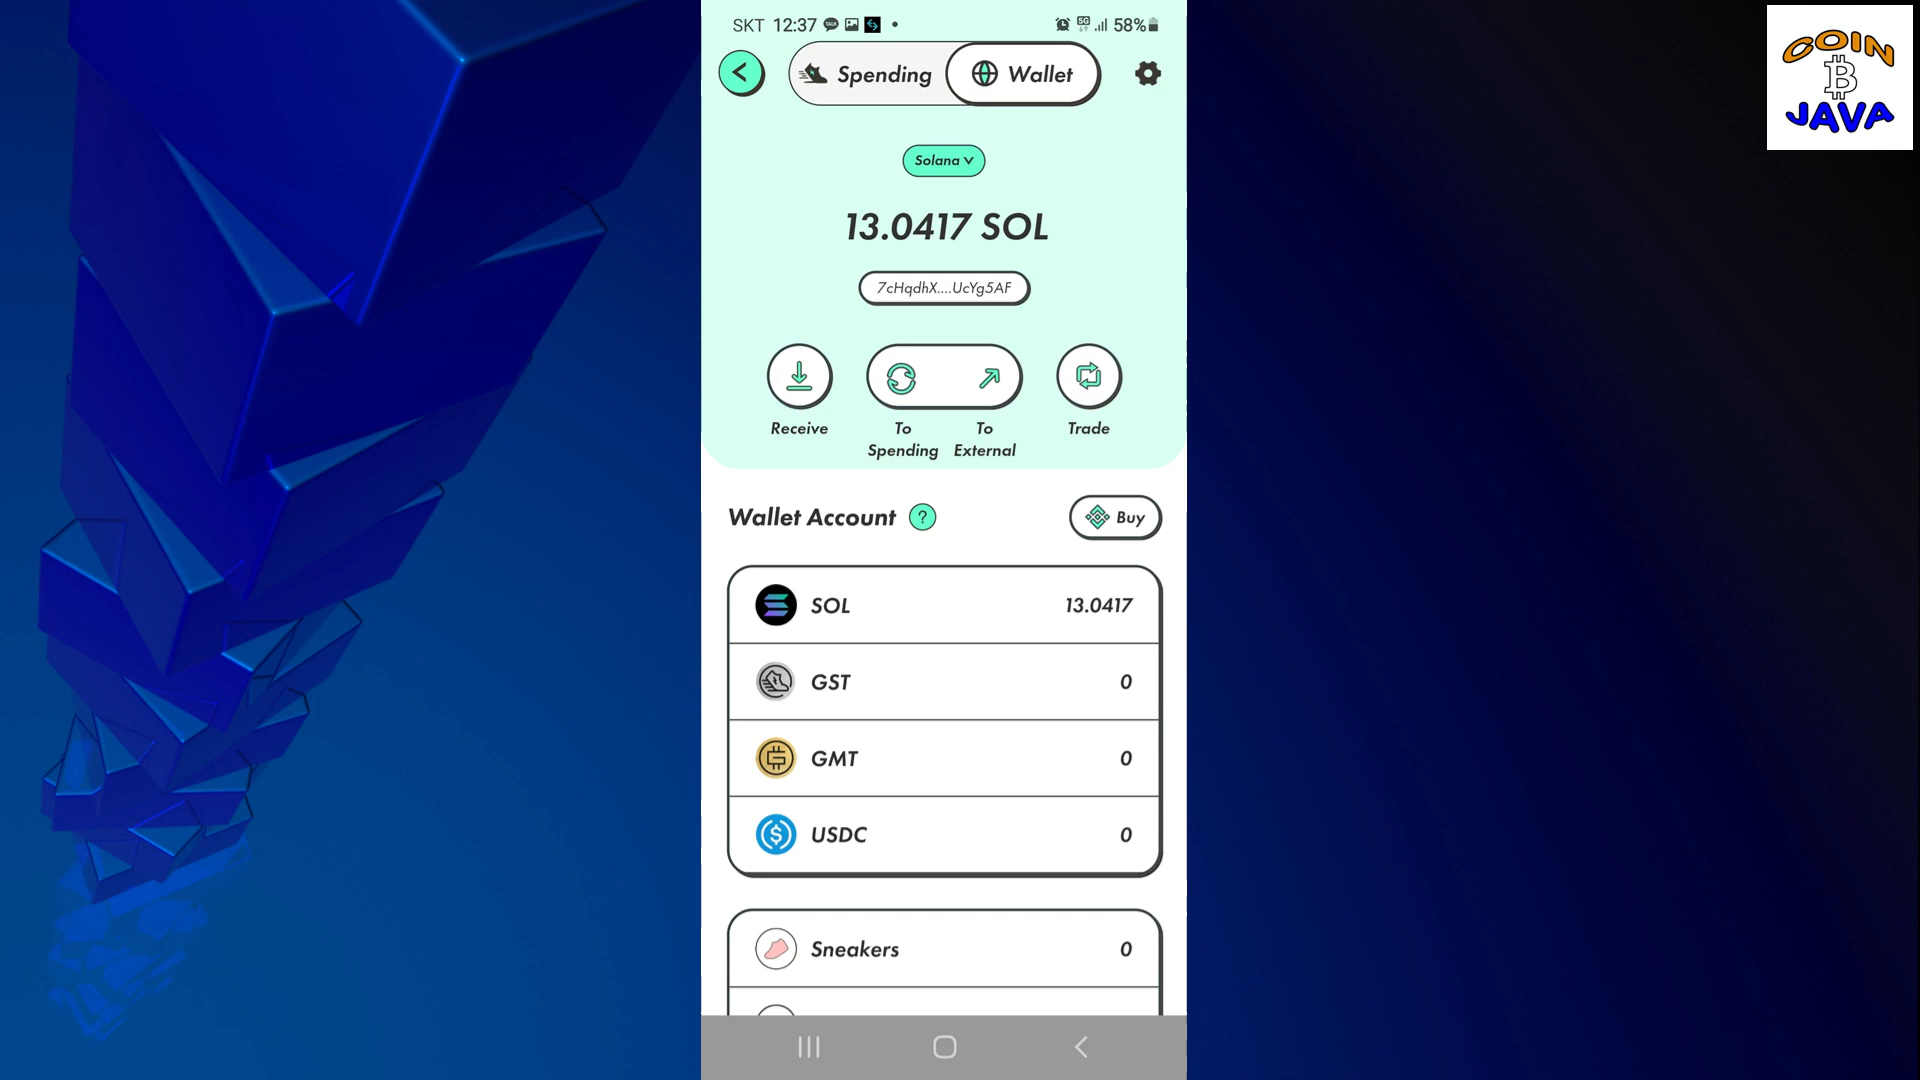 SKT 12:37 58%
COIN
Spending Wallet
JAVA
Solana
13.0417 SOL
7cHqdhX....UcYg5AF
Receive To Spending To External Trade
Wallet Account ? Buy
SOL 13.0417
GST 0
GMT 0
USDC 0
Sneakers 0